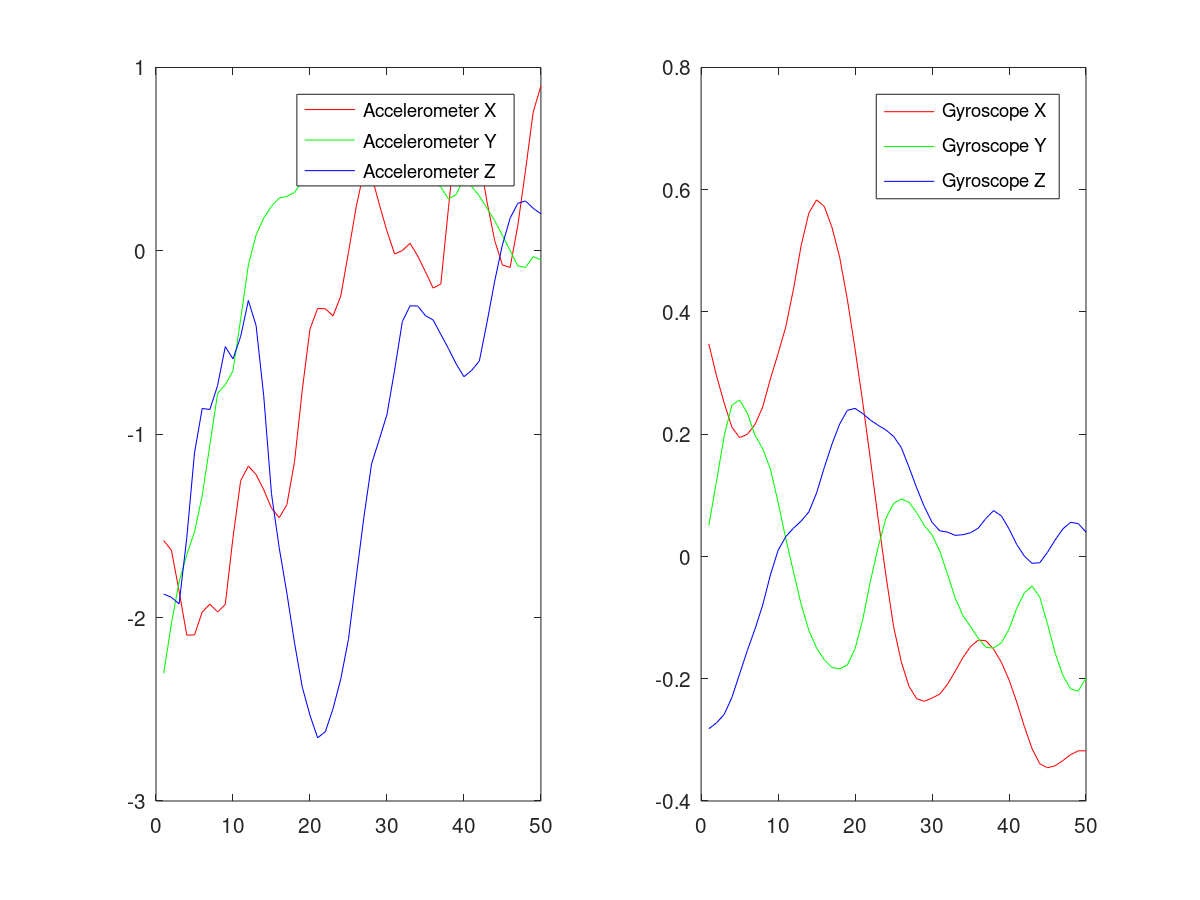 1
0
-1
-2
-3
0 10 20 30 40 50
Accelerometer X
Accelerometer Y
Accelerometer Z
0.8
0.6
0.4
0.2
0
-0.2
-0.4
0 10 20 30 40 50
Gyroscope X
Gyroscope Y
Gyroscope Z